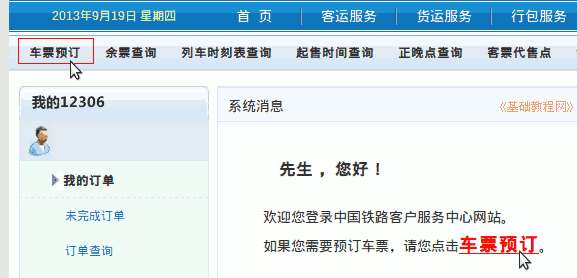 2013年9月19日 星期四 首 页 客运服务 货运服务 行包服务
车票预订 余票查询 列车时刻表查询 起售时间查询 正晚点查询 客票代售点
我的12306
系统消息 《基础教程网》
我的订单
未完成订单
订单查询
先生，您好！
欢迎您登录中国铁路客户服务中心网站。
如果您需要预订车票，请您点击车票预订。